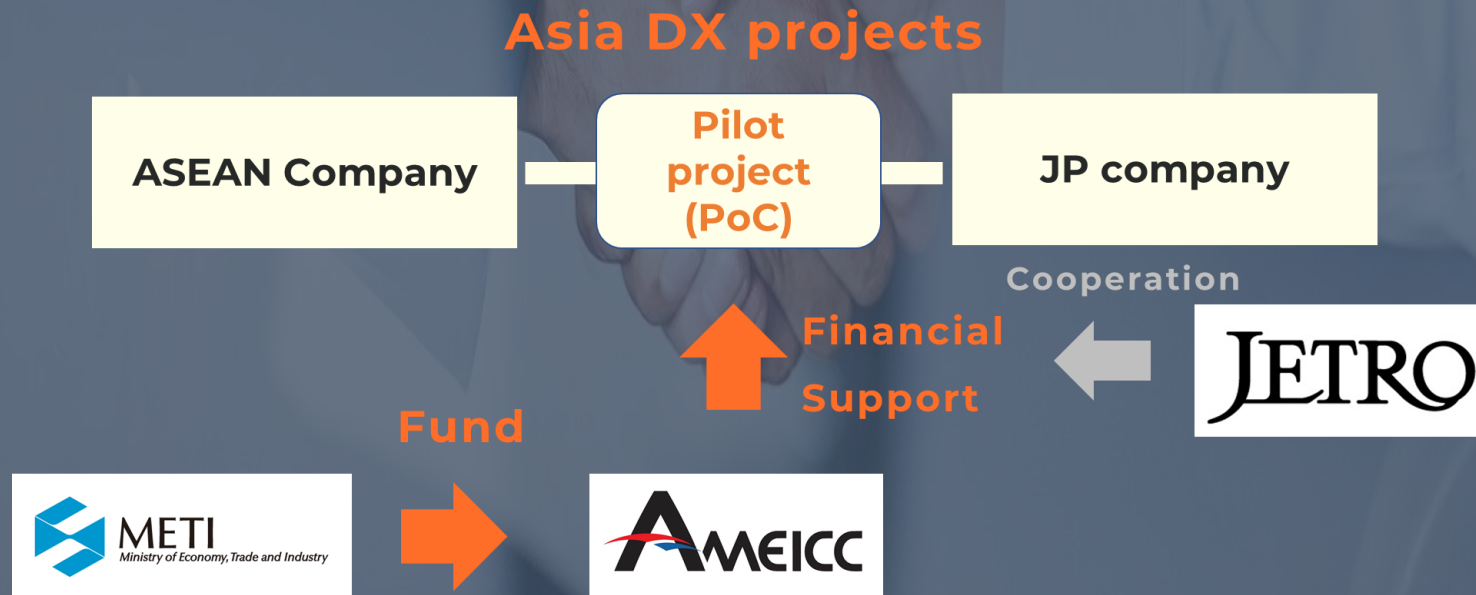 Asia DX projects
ASEAN Company
Pilot
project
(PoC)
JP company
Cooperation
Financial
Support
JETRO
Fund
METI
Ministry of Economy, Trade and Industry
AMEICC